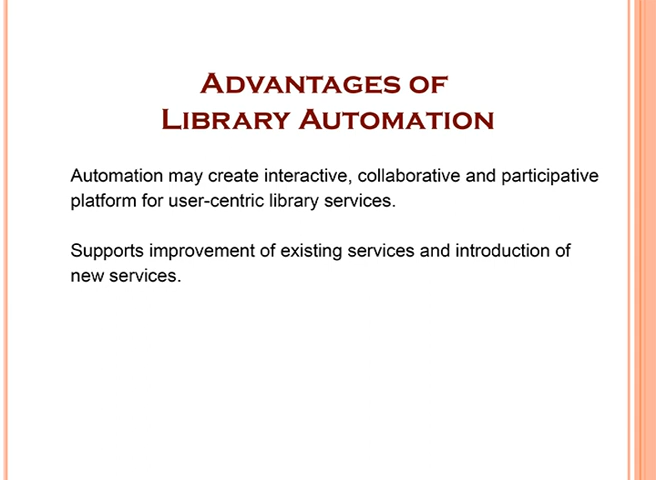 ADVANTAGES OF
LIBRARY AUTOMATION
Automation may create interactive, collaborative and participative
platform for user-centric library services.
Supports improvement of existing services and introduction of
new services.